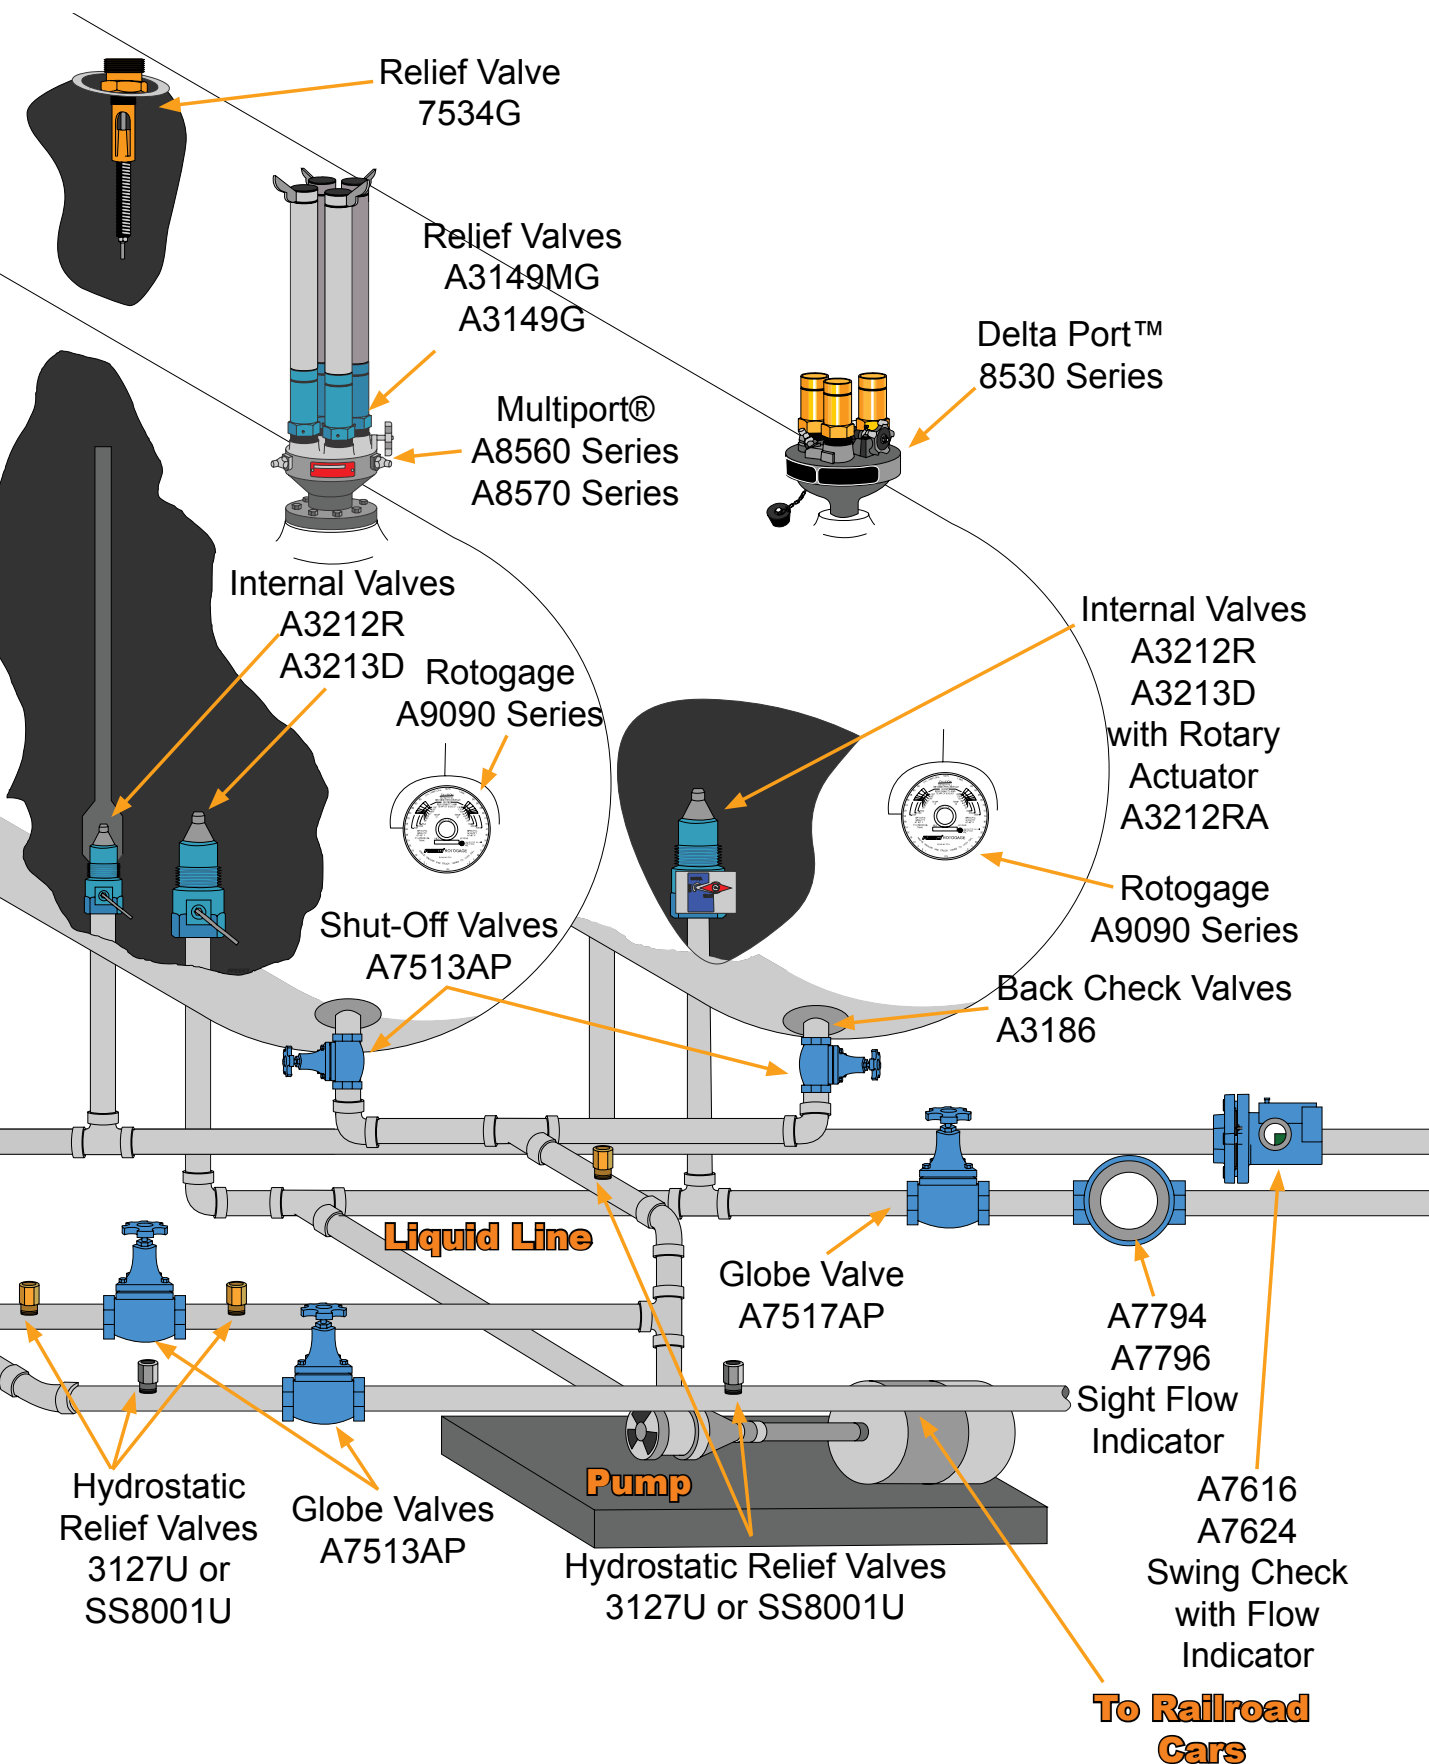 Relief Valve
7534G
Relief Valves
A3149MG
A3149G
Delta Port™
8530 Series
Multiport®
A8560 Series
A8570 Series
Internal Valves
A3212R
A3213D
Rotogage
A9090 Series
Internal Valves
A3212R
A3213D
with Rotary
Actuator
A3212RA
Rotogage
A9090 Series
Shut-Off Valves
A7513AP
Back Check Valves
A3186
Liquid Line
Globe Valve
A7517AP
A7794
A7796
Sight Flow
Indicator
Pump
Hydrostatic
Relief Valves
3127U or
SS8001U
Globe Valves
A7513AP
Hydrostatic Relief Valves
3127U or SS8001U
A7616
A7624
Swing Check
with Flow
Indicator
To Railroad
Cars